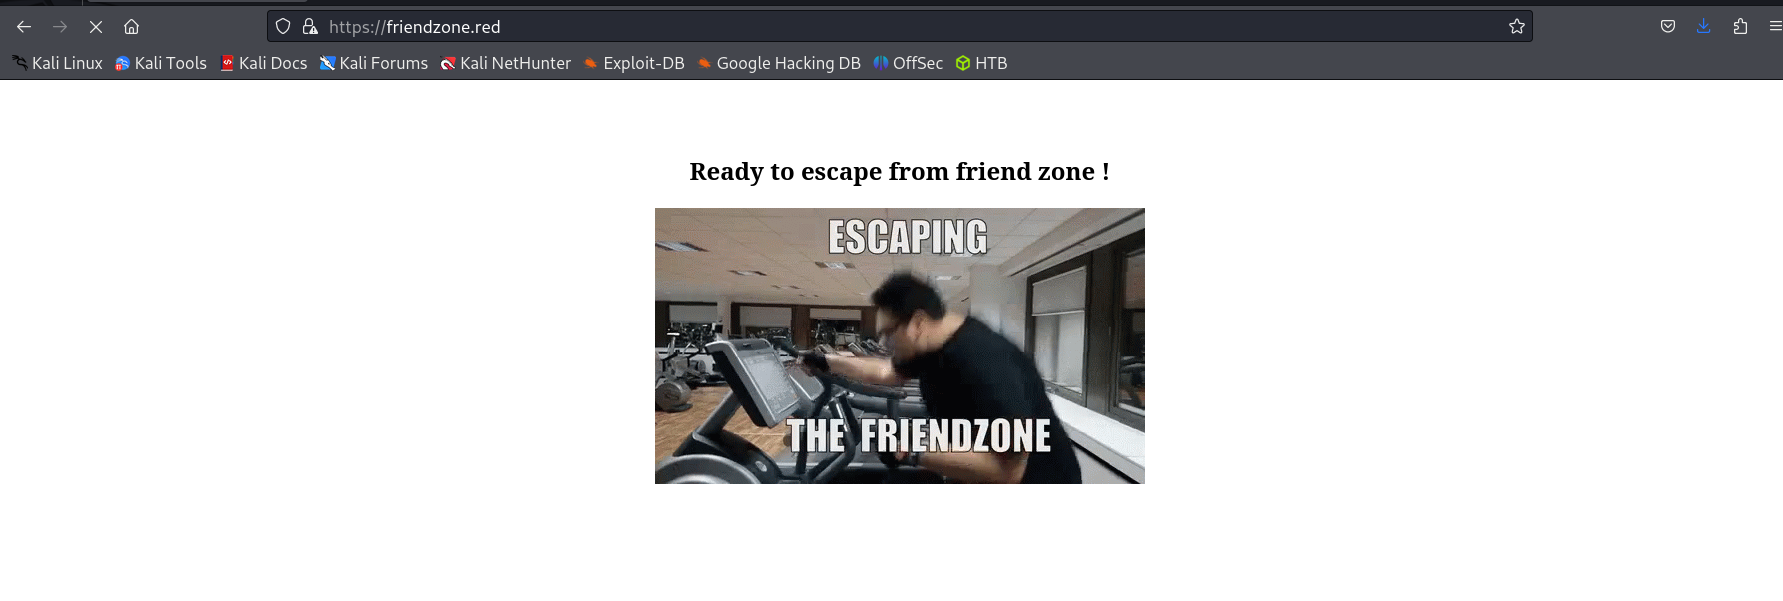 https://friendzone.red
Kali Linux Kali Tools Kali Docs Kali Forums Kali NetHunter Exploit-DB Google Hacking DB OffSec HTB
Ready to escape from friend zone !
ESCAPING
THE FRIENDZONE